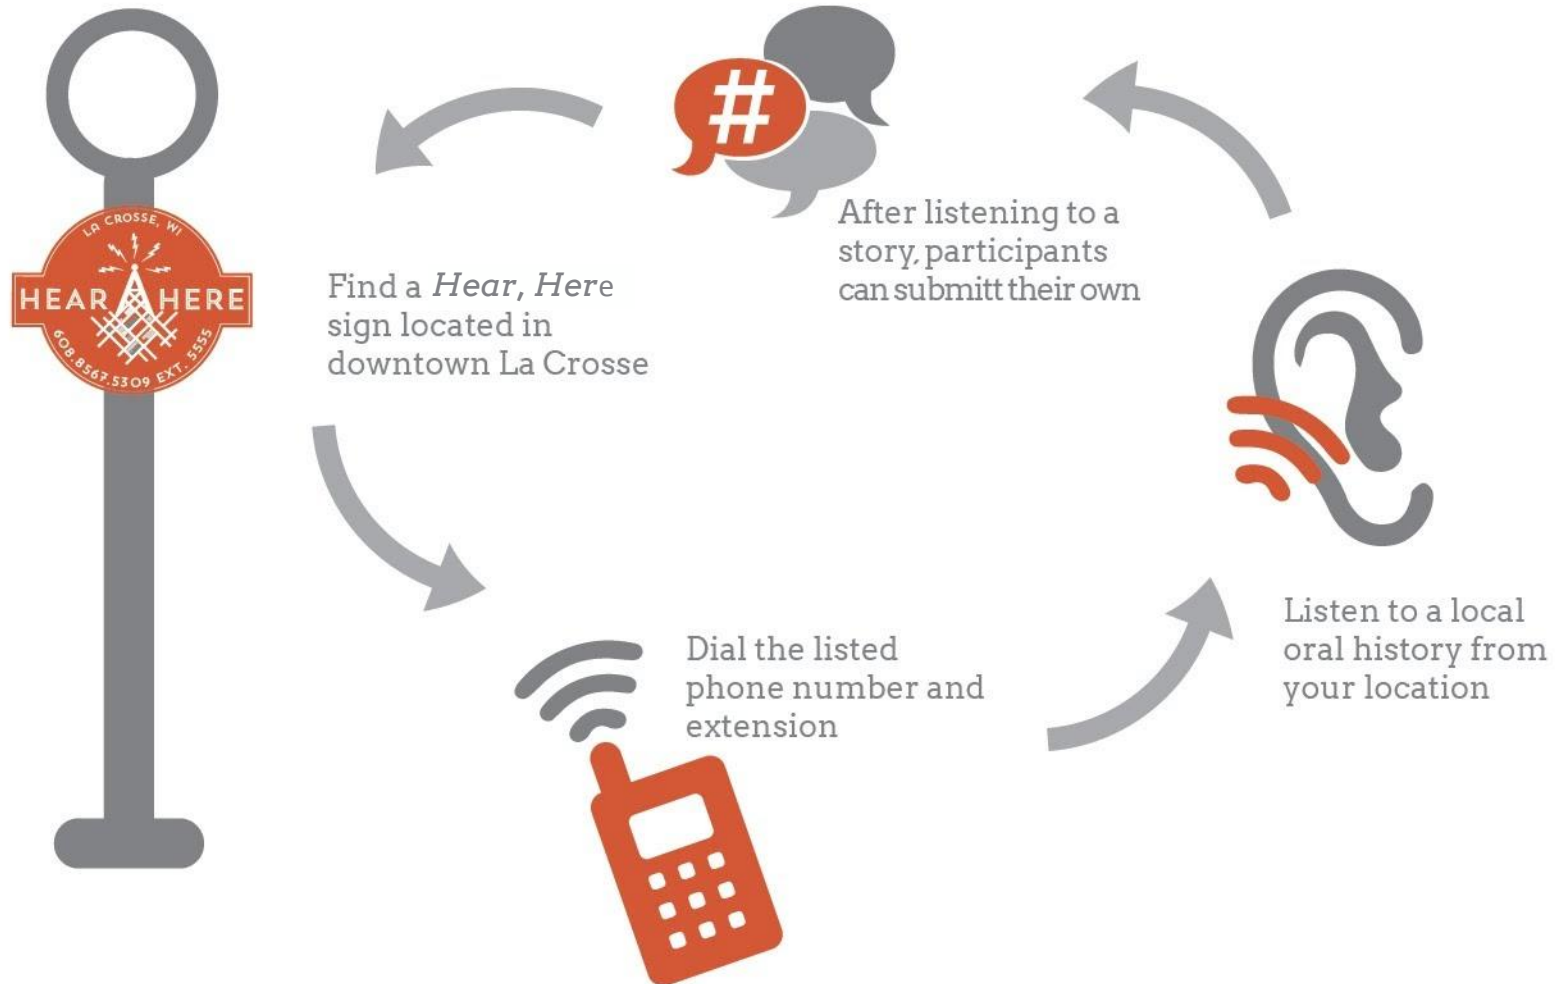 LA CROSSE, WI
HEAR HERE
608.8567.5309 EXT. 5555
Find a Hear, Here
sign located in
downtown La Crosse
Dial the listed
phone number and
extension
Listen to a local
oral history from
your location
#
After listening to a
story, participants
can submitt their own